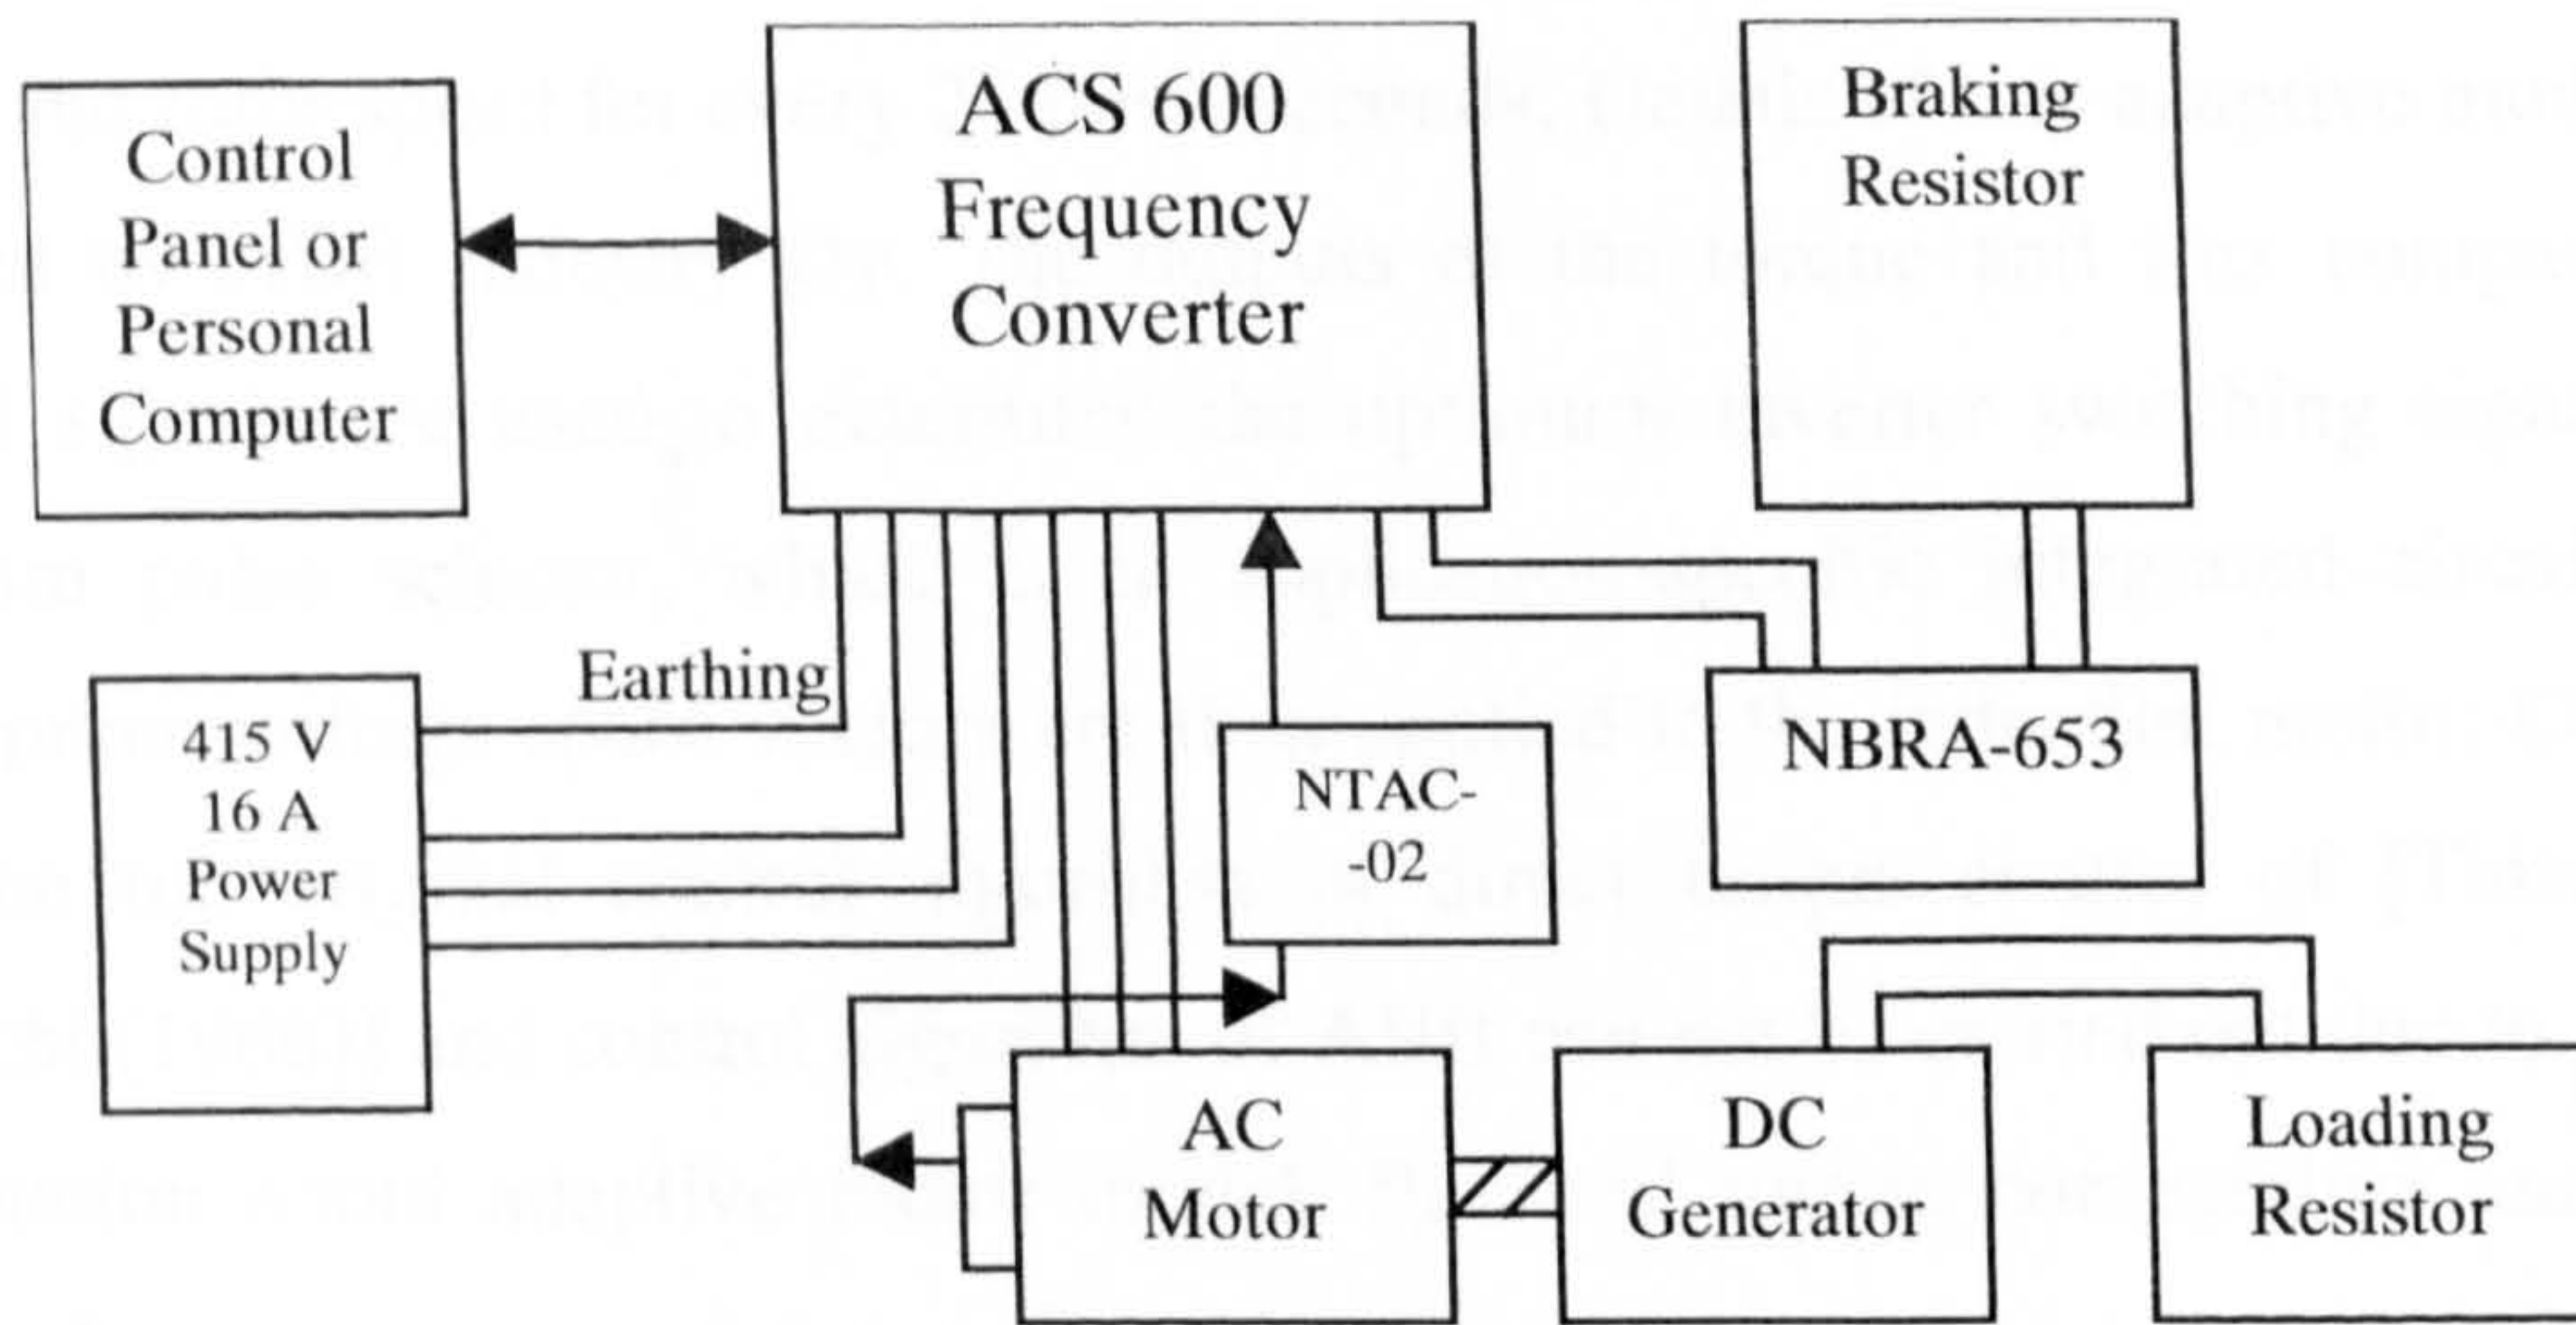 Control
Panel or
Personal
Computer
ACS 600
Frequency
Converter
Braking
Resistor
Earthing
415 V
16 A
Power
Supply
NTAC-
-02
NBRA-653
AC
Motor
DC
Generator
Loading
Resistor